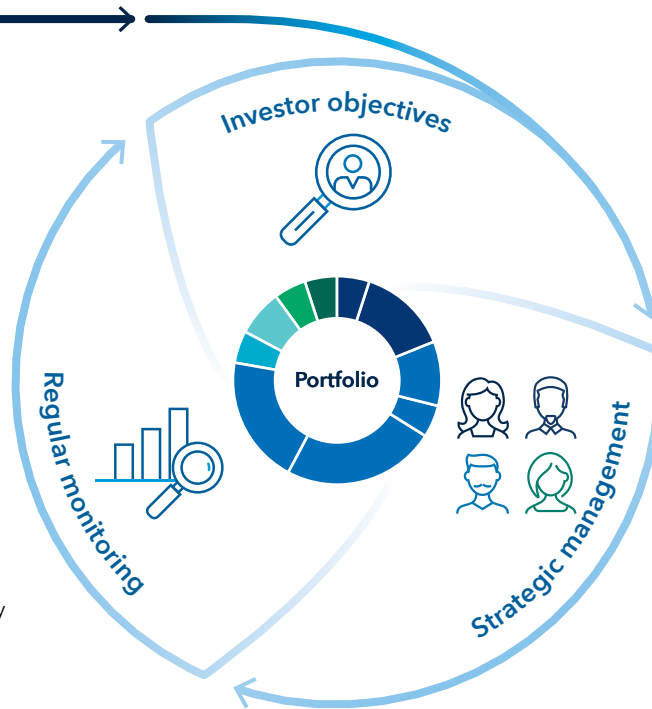 Investor objectives
Portfolio
Regular monitoring
Strategic management
y